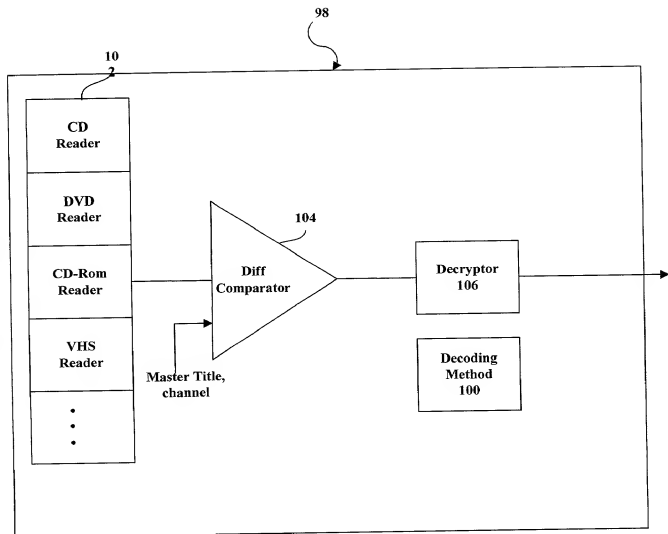 98
10
2
CD
Reader
DVD
Reader
CD-Rom
Reader
VHS
Reader
104
Diff
Comparator
Master Title,
channel
Decryptor
106
Decoding
Method
100